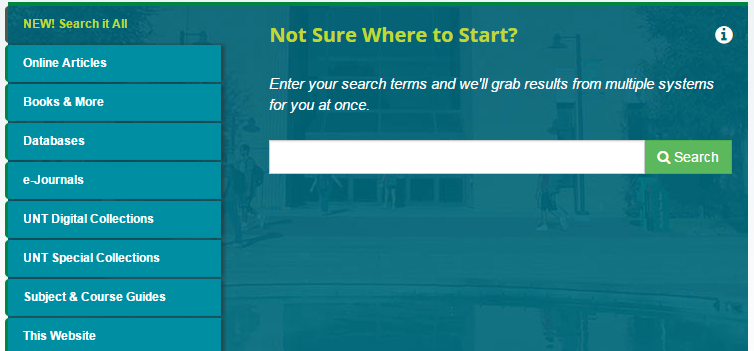 NEW! Search it All
Online Articles
Books & More
Databases
e-Journals
UNT Digital Collections
UNT Special Collections
Subject & Course Guides
This Website
Not Sure Where to Start?
Enter your search terms and we'll grab results from multiple systems
for you at once.
Search